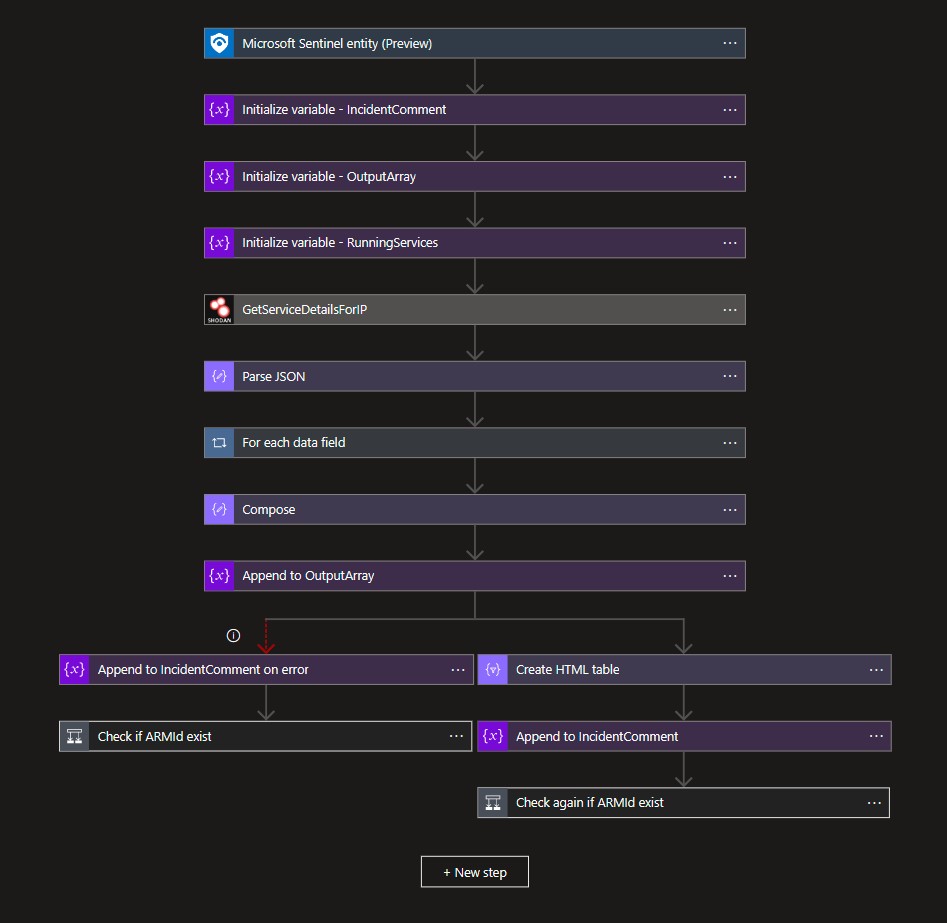 Microsoft Sentinel entity (Preview)
{x} Initialize variable - IncidentComment
{x} Initialize variable - OutputArray
{x} Initialize variable - RunningServices
SHODAN GetServiceDetailsForIP
Parse JSON
For each data field
Compose
{x} Append to OutputArray
{x} Append to IncidentComment on error
Create HTML table
Check if ARMId exist
{x} Append to IncidentComment
Check again if ARMId exist
+ New step